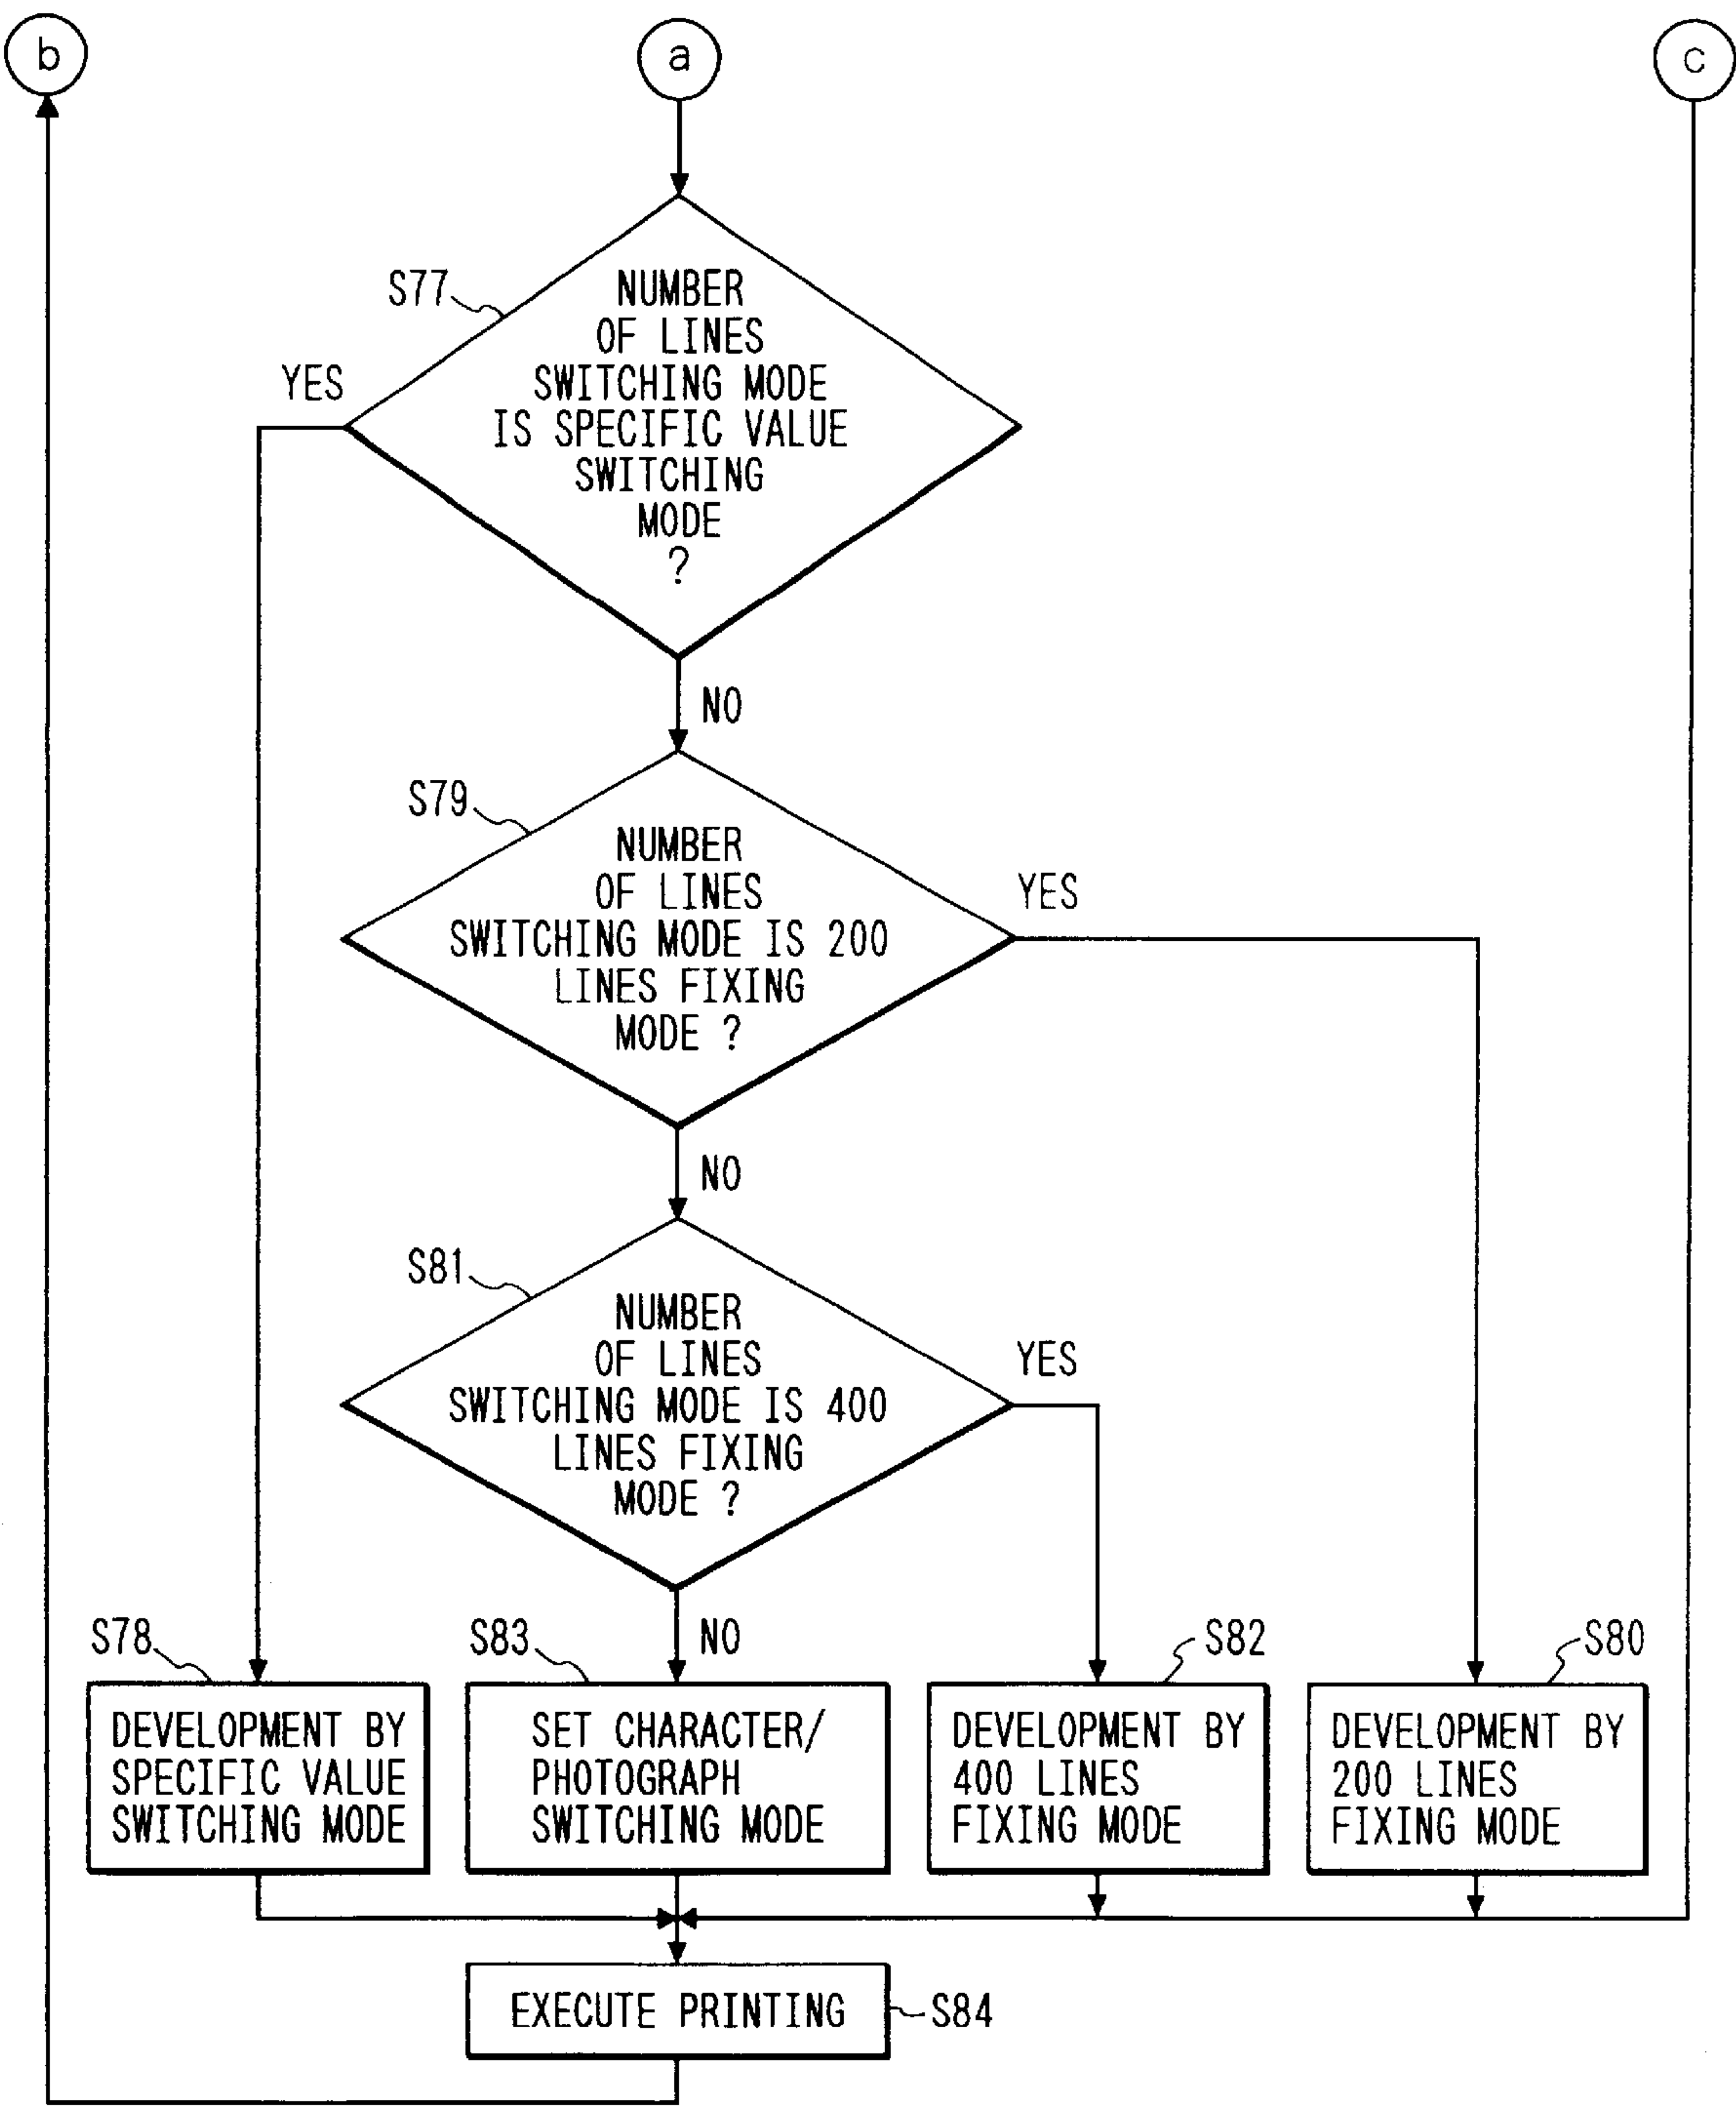 b
a
c
S77
NUMBER
OF LINES
SWITCHING MODE
IS SPECIFIC VALUE
SWITCHING
MODE
?
YES
NO
S79
NUMBER
OF LINES
SWITCHING MODE IS 200
LINES FIXING
MODE ?
YES
NO
S81
NUMBER
OF LINES
SWITCHING MODE IS 400
LINES FIXING
MODE ?
YES
NO
S78
DEVELOPMENT BY
SPECIFIC VALUE
SWITCHING MODE
S83
SET CHARACTER/
PHOTOGRAPH
SWITCHING MODE
S82
DEVELOPMENT BY
400 LINES
FIXING MODE
S80
DEVELOPMENT BY
200 LINES
FIXING MODE
EXECUTE PRINTING
S84